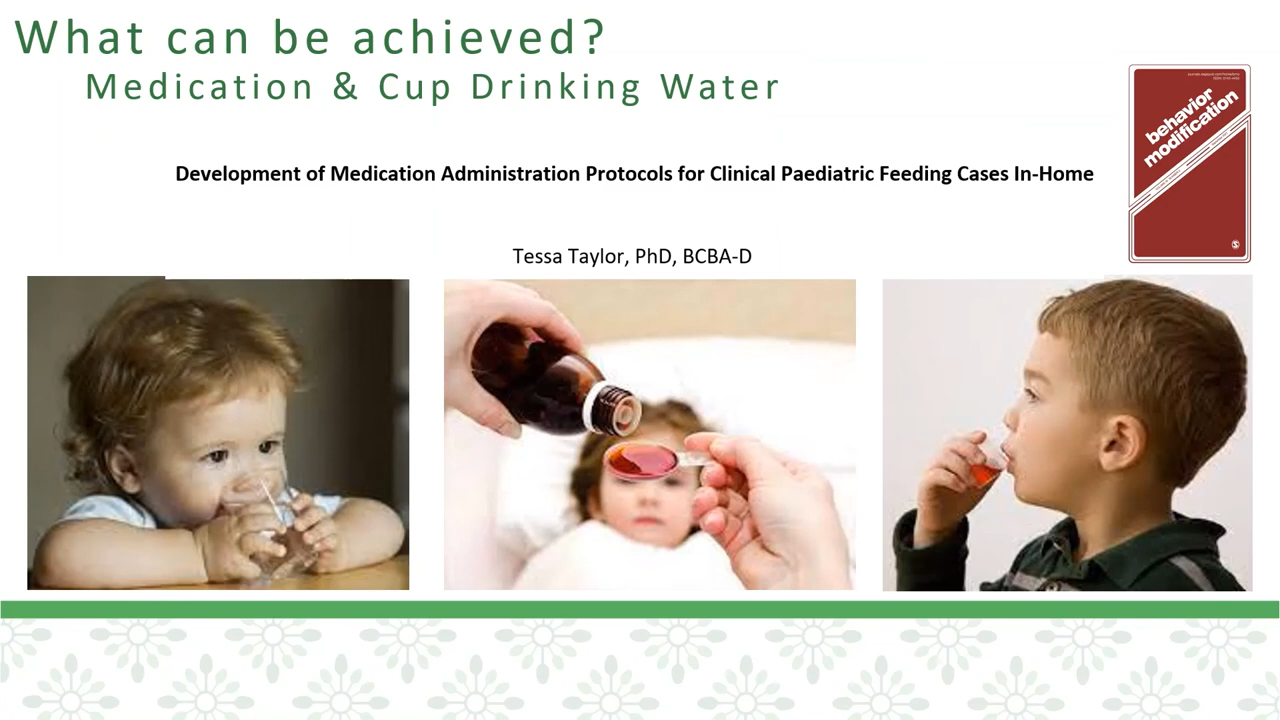 What can be achieved?
Medication & Cup Drinking Water
behavior
modification
Development of Medication Administration Protocols for Clinical Paediatric Feeding Cases In-Home
Tessa Taylor, PhD, BCBA-D